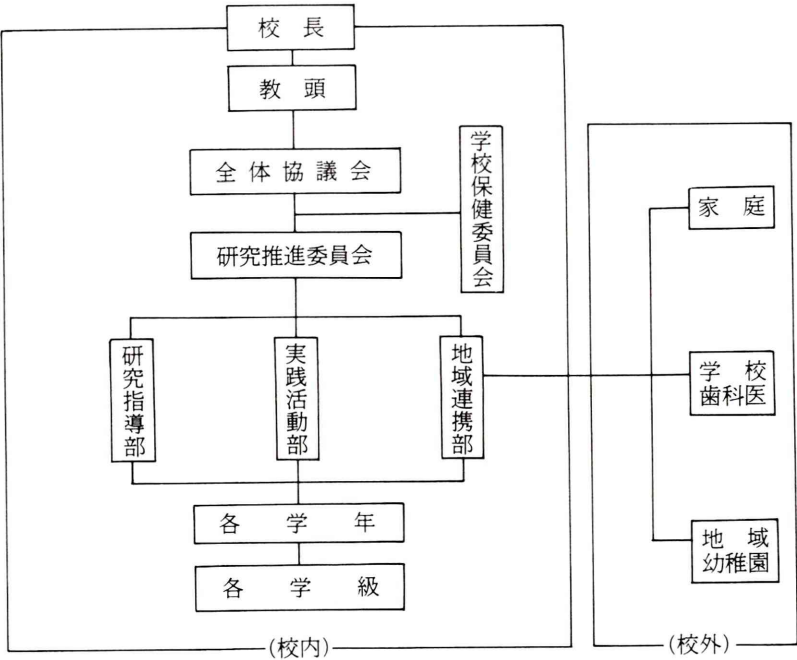 校長
教頭
全体協議会
学校保健委員会
研究推進委員会
研究指導部
実践活動部
地域連携部
各学年
各学級
(校内)
家庭
学校
歯科医
地域
幼稚園
(校外)